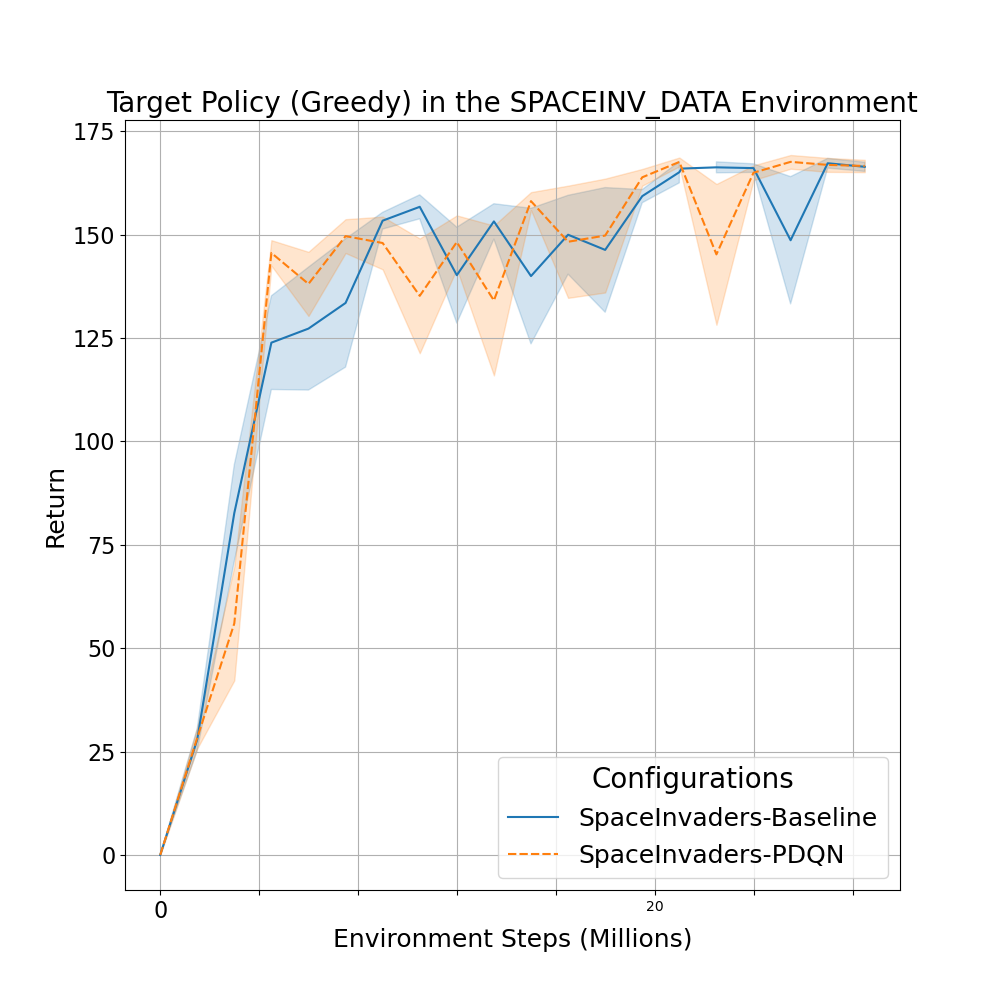 Target Policy (Greedy) in the SPACEINV_DATA Environment
175
150
125
100
75
50
25
0
Return
Configurations
SpaceInvaders-Baseline
SpaceInvaders-PDQN
0
20
Environment Steps (Millions)